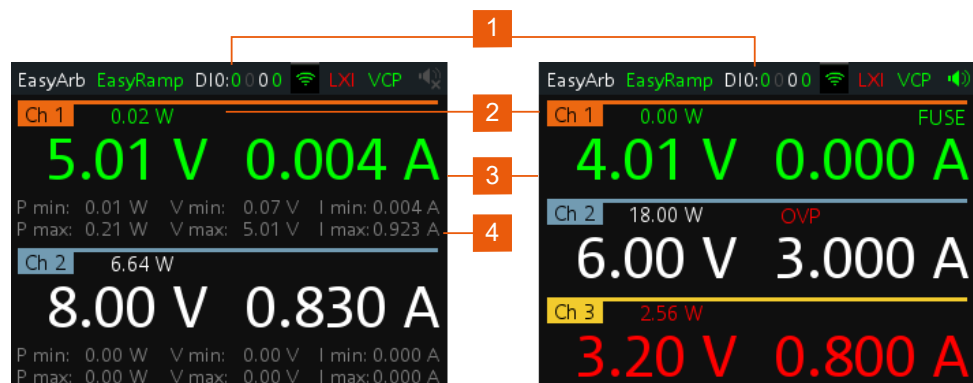 1
EasyArb EasyRamp DI0:0 0 0 0 LXI VCP
Ch 1 0.02 W
5.01 V 0.004 A
P min: 0.01 W V min: 0.07 V I min: 0.004 A
P max: 0.21 W V max: 5.01 V I max: 0.923 A
Ch 2 6.64 W
8.00 V 0.830 A
P min: 0.00 W V min: 0.00 V I min: 0.000 A
P max: 0.00 W V max: 0.00 V I max: 0.000 A
2
3
4
EasyArb EasyRamp DI0:0 0 0 0 LXI VCP
Ch 1 0.00 W FUSE
4.01 V 0.000 A
Ch 2 18.00 W OVP
6.00 V 3.000 A
Ch 3 2.56 W
3.20 V 0.800 A